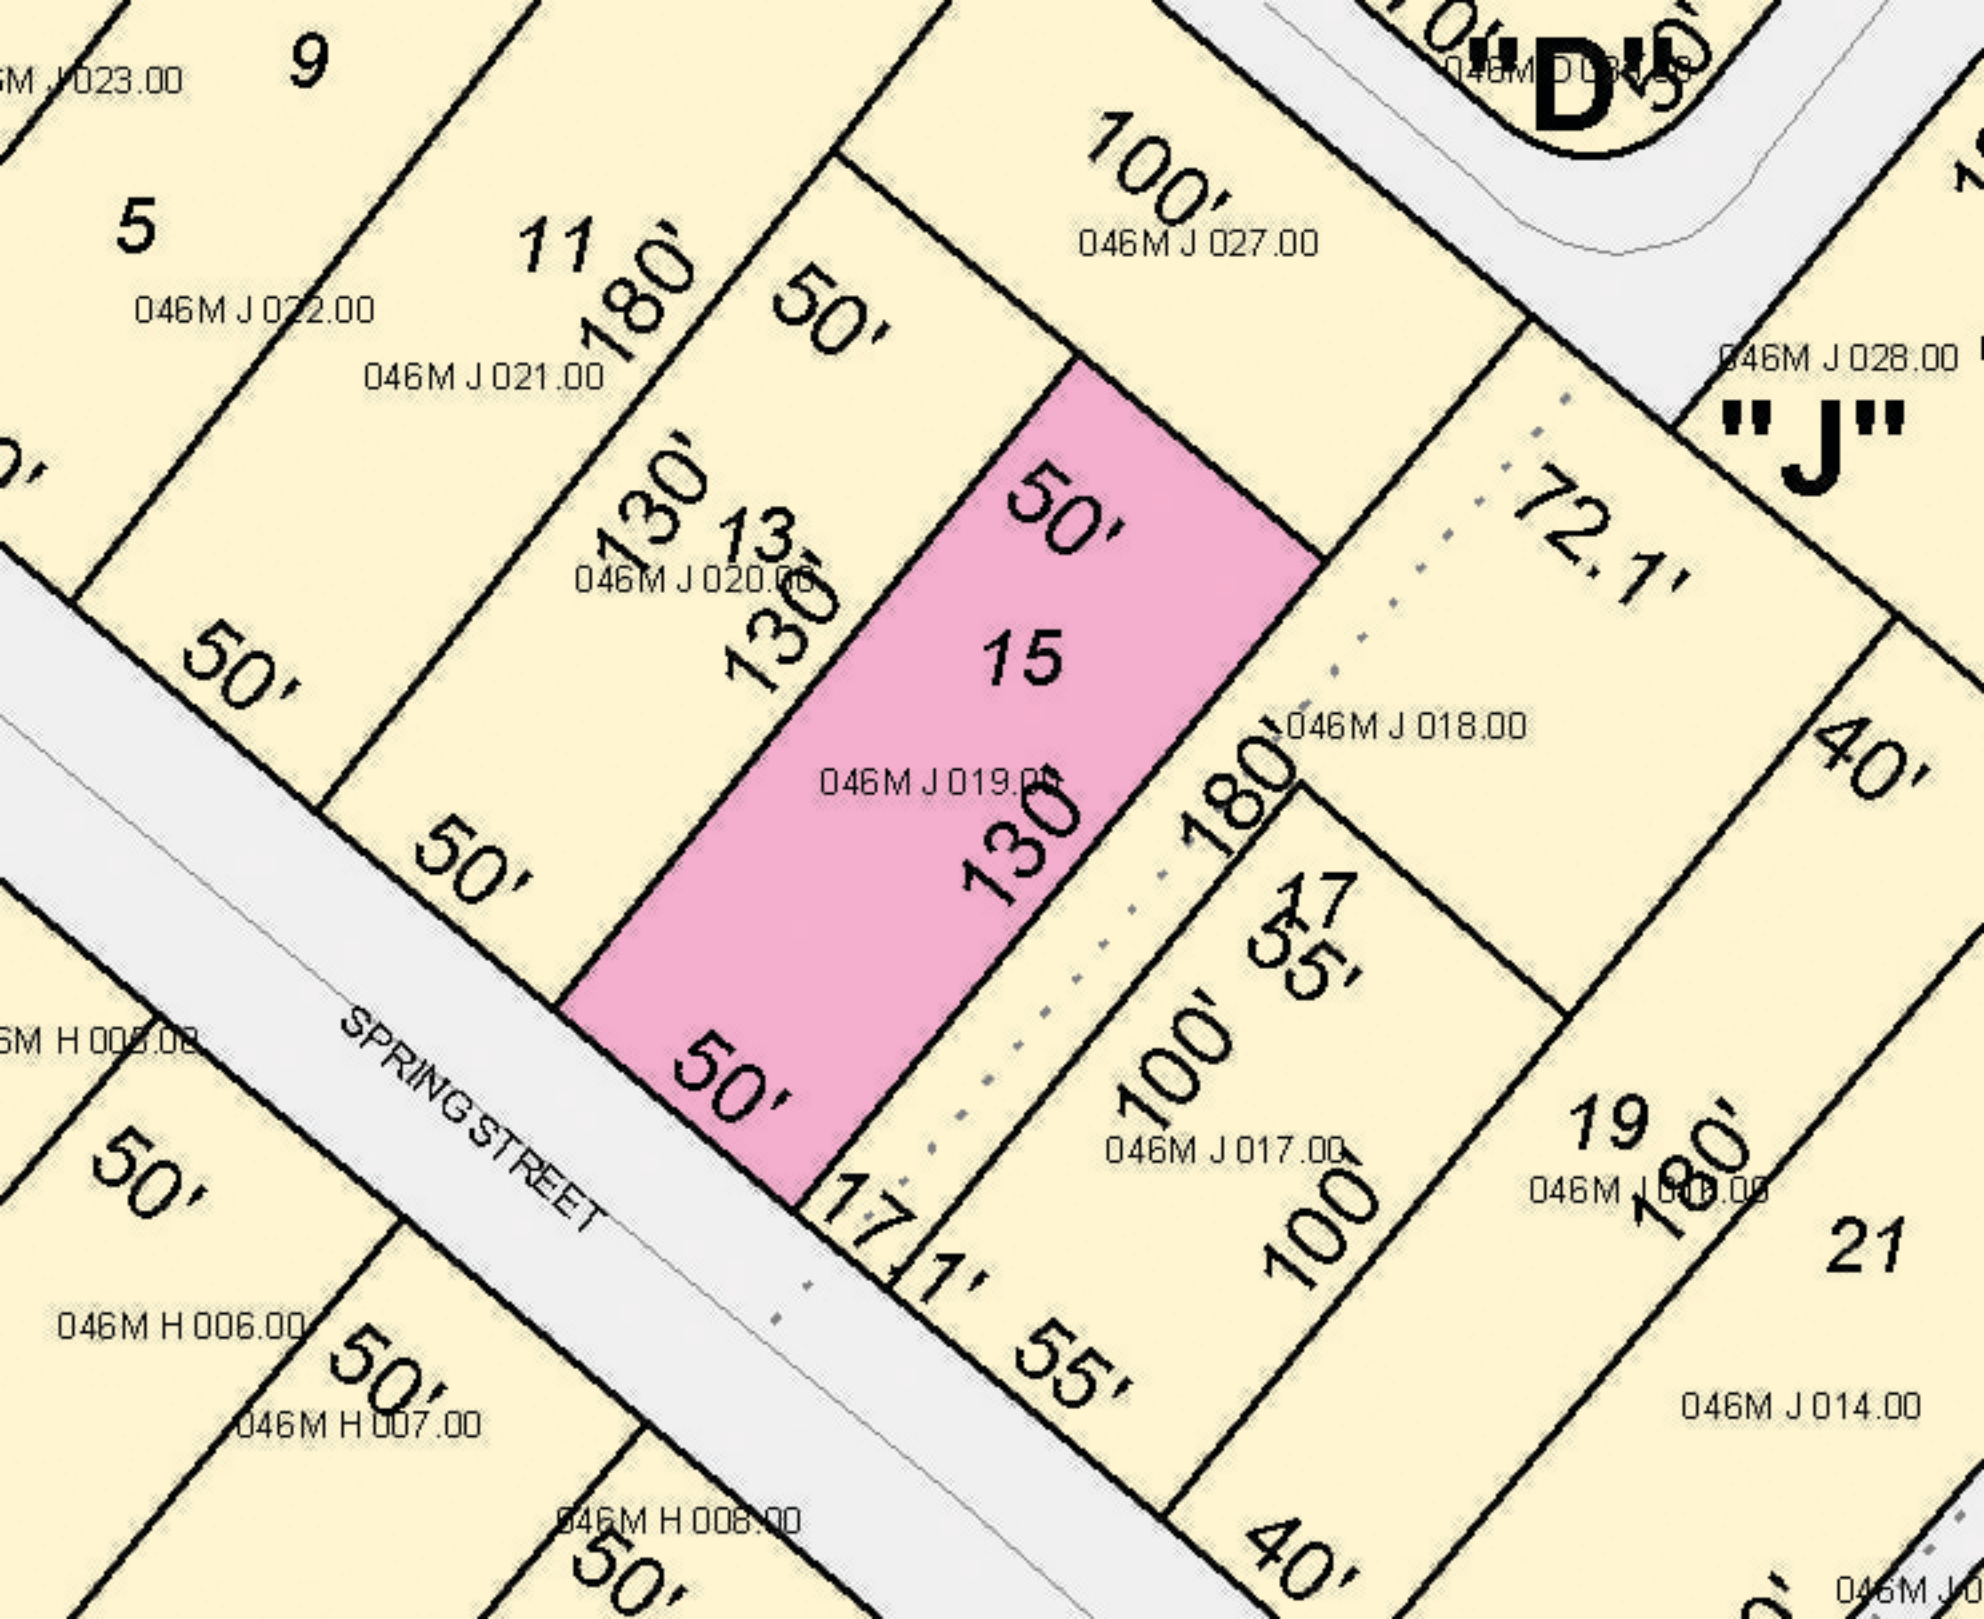 9
"D"
50'
J 023.00
5
11
180'
100'
046M J 027.00
046M J 022.00
046M J 021.00
50'
046M J 028.00
"J"
130'
13
50'
72.1'
046M J 020.00
130'
50'
15
046M J 018.00
40'
180'
046M J 019.00
130'
50'
17
55'
100'
SPRING STREET
50'
046M J 017.00
19
180'
50'
17.1'
100'
21
046M H 006.00
50'
55'
046M J 014.00
046M H 007.00
046M H 008.00
50'
40'